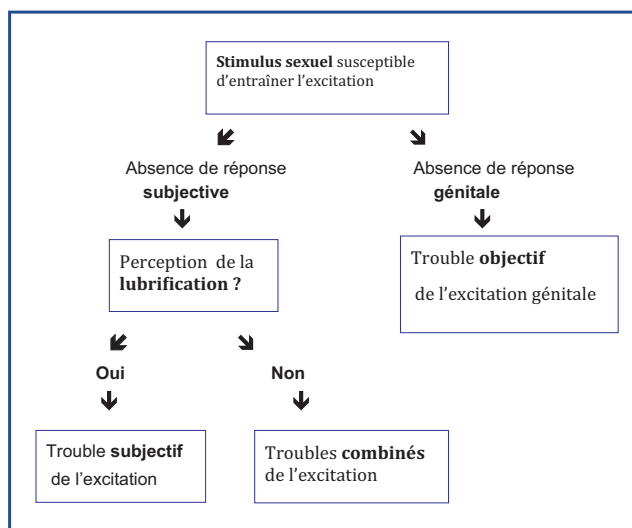 Stimulus sexuel susceptible
d'entraîner l'excitation
Absence de réponse
subjective
Absence de réponse
génitale
Perception de la
lubrification ?
Trouble objectif
de l'excitation génitale
Oui
Non
Trouble subjectif
de l'excitation
Troubles combinés
de l'excitation